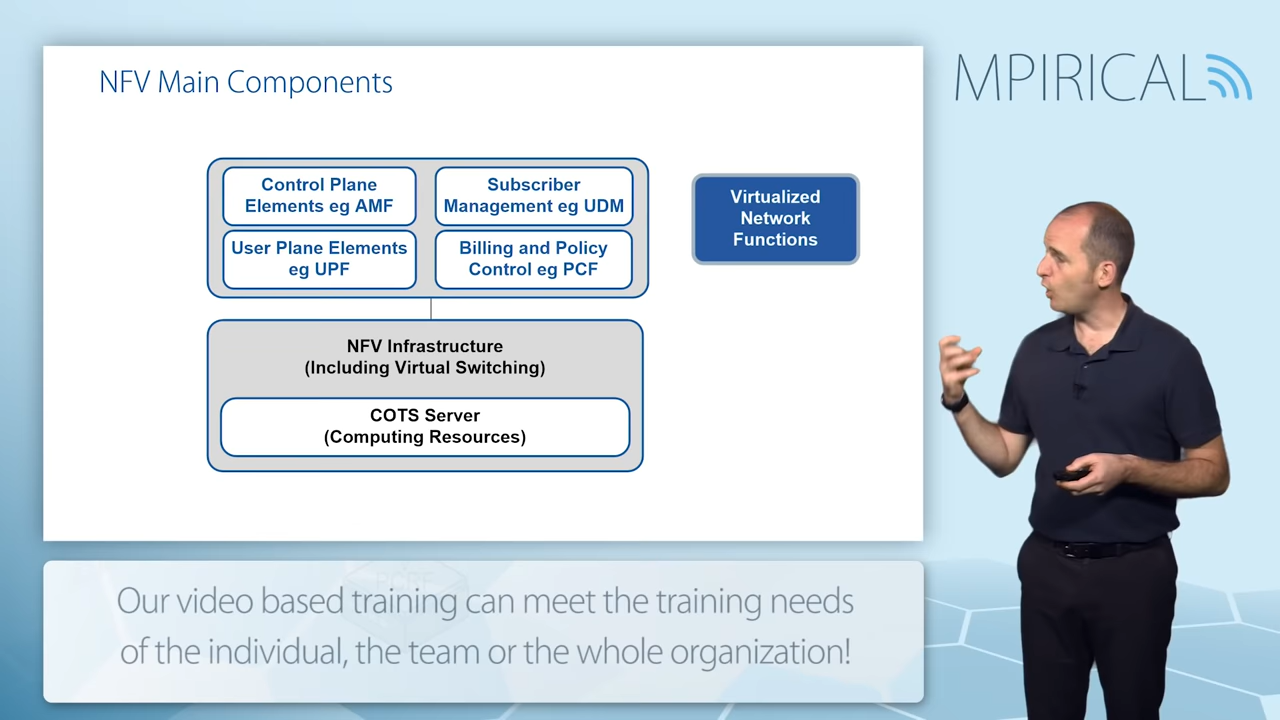 NFV Main Components
MPIRICAL
Control Plane
Elements eg AMF
Subscriber
Management eg UDM
User Plane Elements
eg UPF
Billing and Policy
Control eg PCF
Virtualized
Network
Functions
NFV Infrastructure
(Including Virtual Switching)
COTS Server
(Computing Resources)
PCRF
Our video based training can meet the training needs
of the individual, the team or the whole organization!